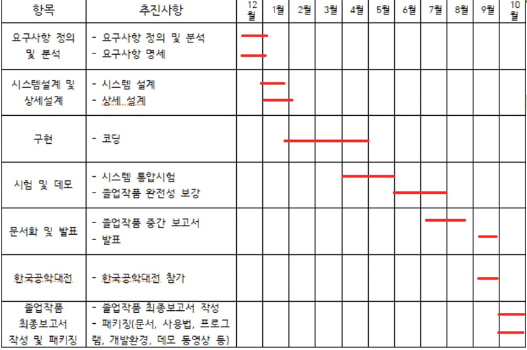 항목 추진사항 12월 1월 2월 3월 4월 5월 6월 7월 8월 9월 10월
요구사항 정의 및 분석
- 요구사항 정의 및 분석
- 요구사항 명세
시스템설계 및 상세설계
- 시스템 설계
- 상세 설계
구현
- 코딩
시험 및 데모
- 시스템 통합시험
- 졸업작품 완전성 보강
문서화 및 발표
- 졸업작품 중간 보고서
- 발표
한국공학대전
- 한국공학대전 참가
졸업작품
최종보고서
작성 및 패키징
- 졸업작품 최종보고서 작성
- 패키징(문서, 사용법, 프로그
램, 개발환경, 데모 동영상 등)